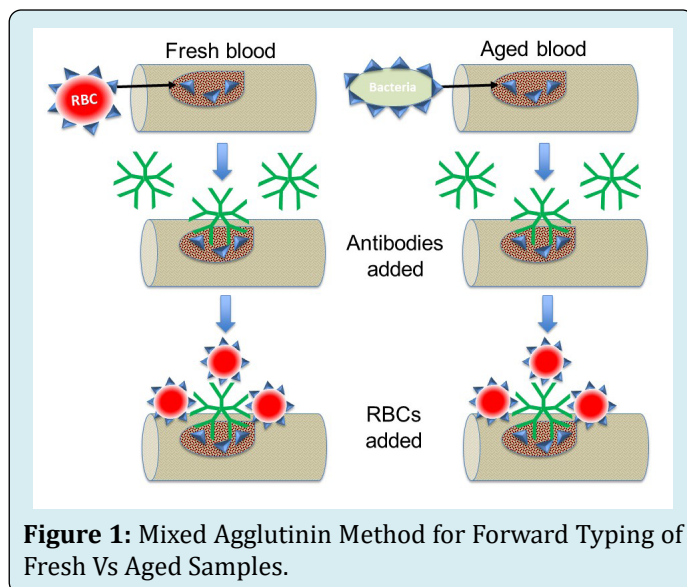 Fresh blood
Aged blood
RBC
Bacteria
Antibodies
added
RBCs
added
Figure 1: Mixed Agglutinin Method for Forward Typing of
Fresh Vs Aged Samples.